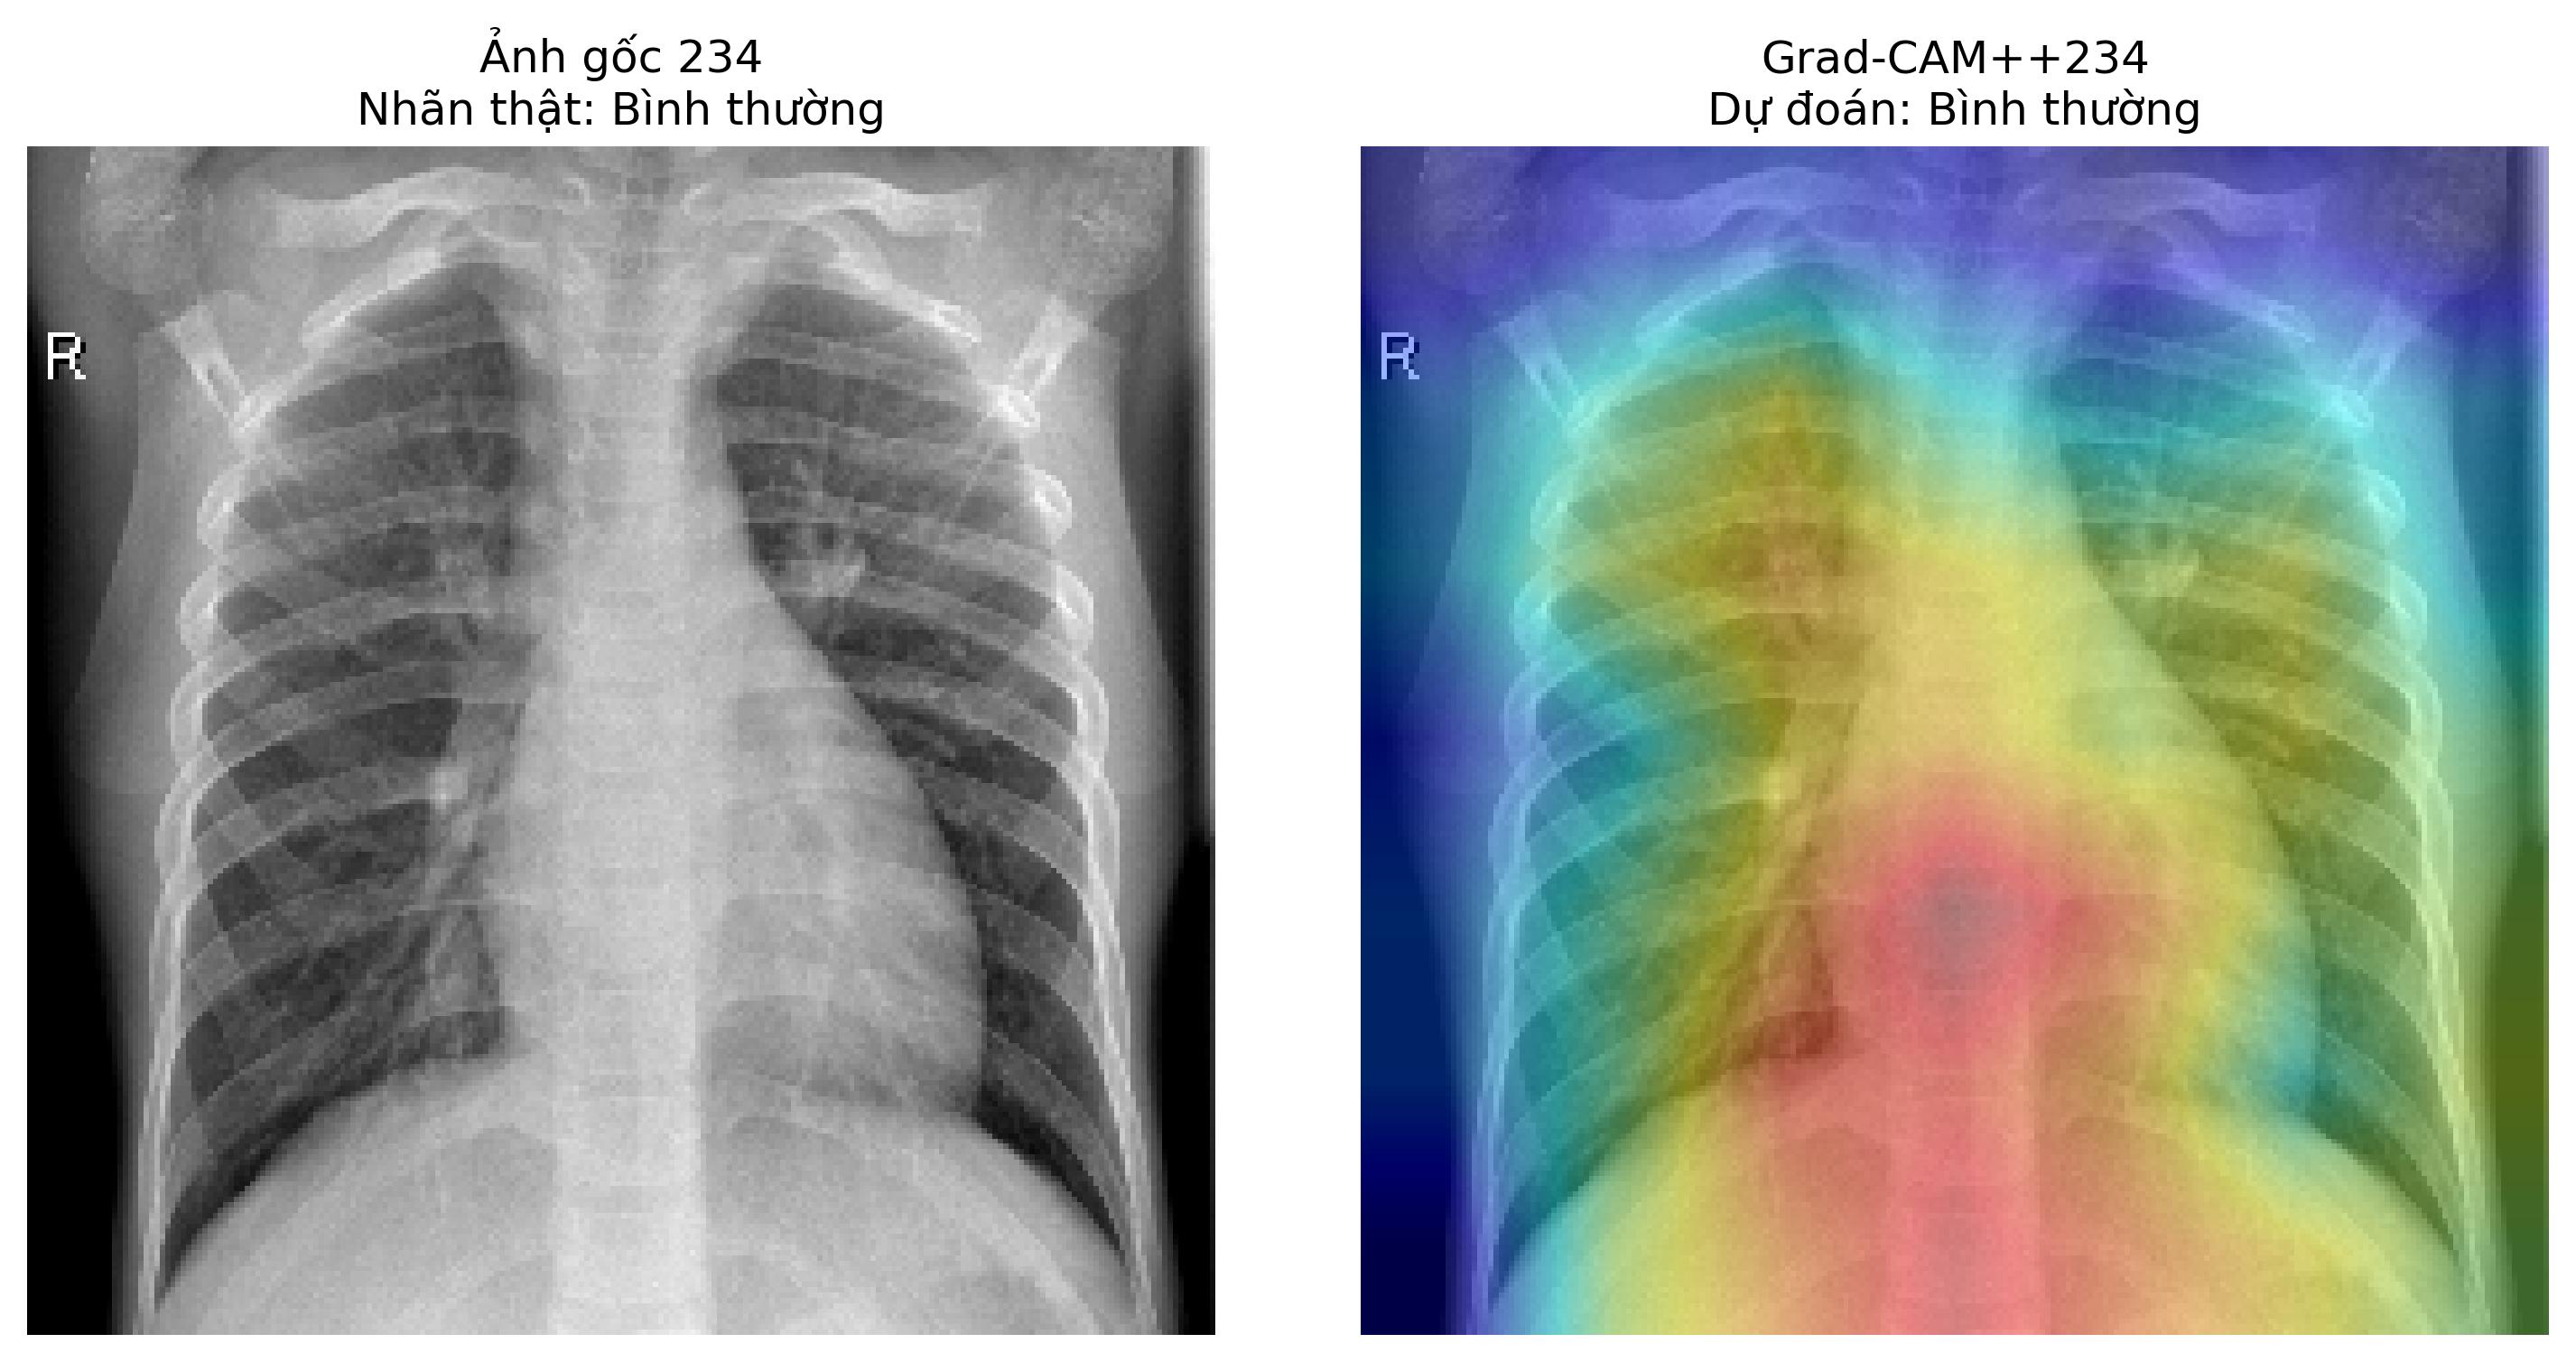 Ảnh gốc 234
Nhãn thật: Bình thường
Grad-CAM++234
Dự đoán: Bình thường
R
R